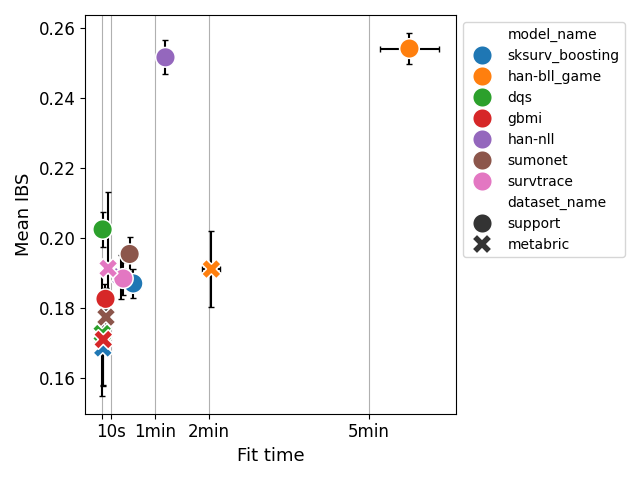 0.26
0.24
0.22
0.20
0.18
0.16
Mean IBS
10s
1min
2min
5min
Fit time
model_name
sksurv_boosting
han-bll_game
dqs
gbmi
han-nll
sumonet
survtrace
dataset_name
support
metabric